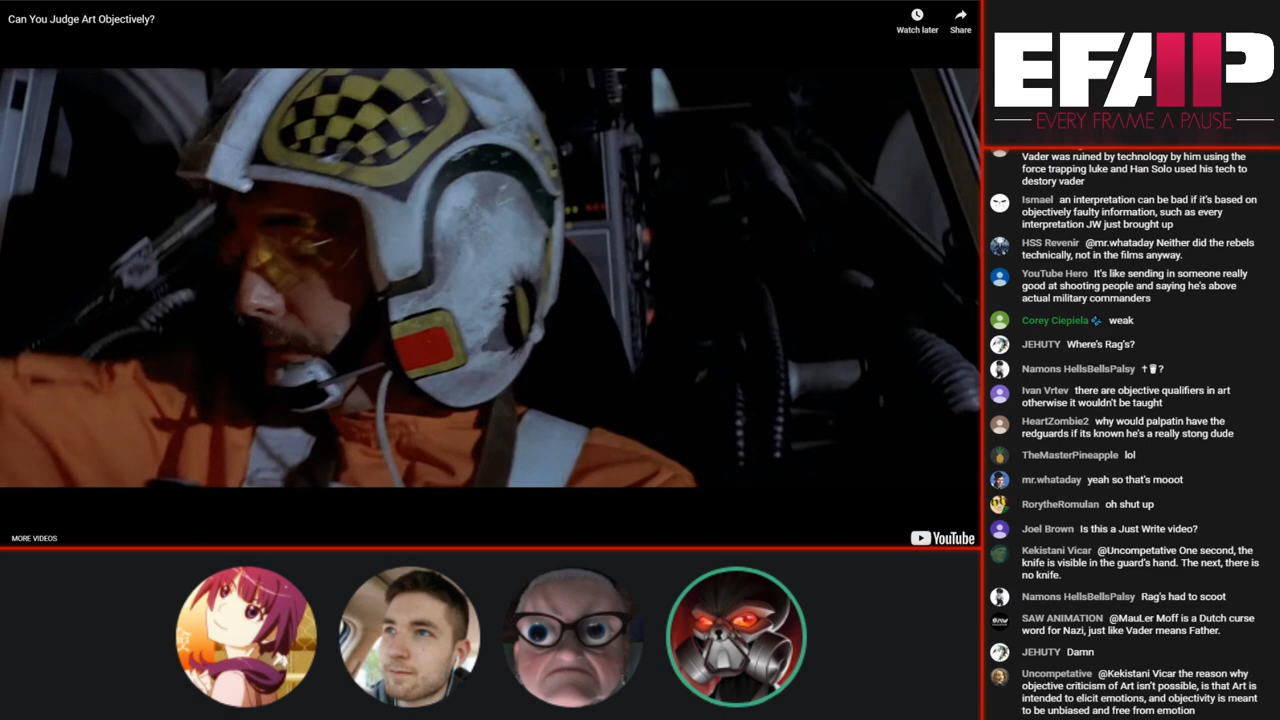 Can You Judge Art Objectively?
Watch later
Share
MORE VIDEOS
YouTube
EFAP
EVERY FRAME A PAUSE
Vader was ruined by technology by him using the
force trapping luke and Han Solo used his tech to
destory vader
Ismael an interpretation can be bad if it's based on
objectively faulty information, such as every
interpretation JW just brought up
HSS Revenir @mr.whataday Neither did the rebels
technically, not in the films anyway.
YouTube Hero It's like sending in someone really
good at shooting people and saying he's above
actual military commanders
Corey Ciepiela weak
JEHUTY Where's Rag's?
Namons HellsBellsPalsy ✝🥛?
Ivan Vrtev there are objective qualifiers in art
otherwise it wouldn't be taught
HeartZombie2 why would palpatin have the
redguards if its known he's a really stong dude
TheMasterPineapple lol
mr.whataday yeah so that's mooot
RorytheRomulan oh shut up
Joel Brown Is this a Just Write video?
Kekistani Vicar @Uncompetative One second, the
knife is visible in the guard's hand. The next, there is
no knife.
Namons HellsBellsPalsy Rag's had to scoot
SAW ANIMATION @MauLer Moff is a Dutch curse
word for Nazi, just like Vader means Father.
JEHUTY Damn
Uncompetative @Kekistani Vicar the reason why
objective criticism of Art isn't possible, is that Art is
intended to elicit emotions, and objectivity is meant
to be unbiased and free from emotion